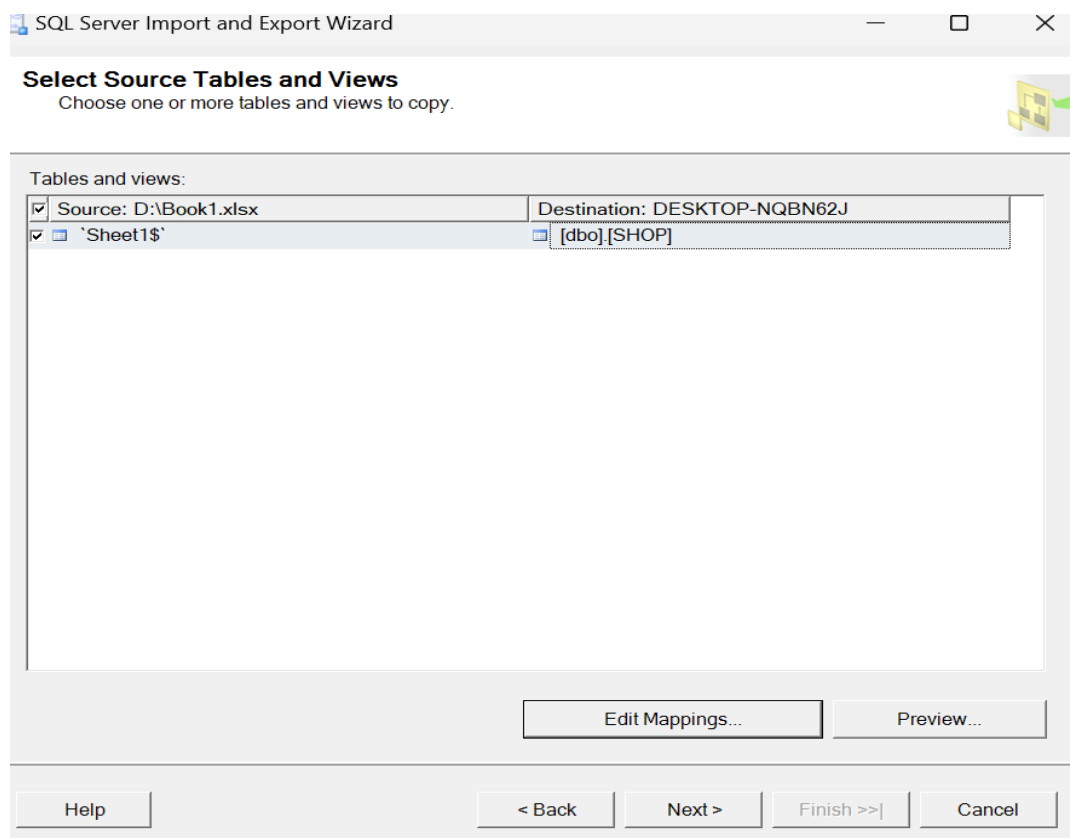 SQL Server Import and Export Wizard
Select Source Tables and Views
Choose one or more tables and views to copy.
Tables and views:
Source: D:\Book1.xlsx Destination: DESKTOP-NQBN62J
`Sheet1$` [dbo].[SHOP]
Edit Mappings... Preview...
Help < Back Next > Finish >>| Cancel